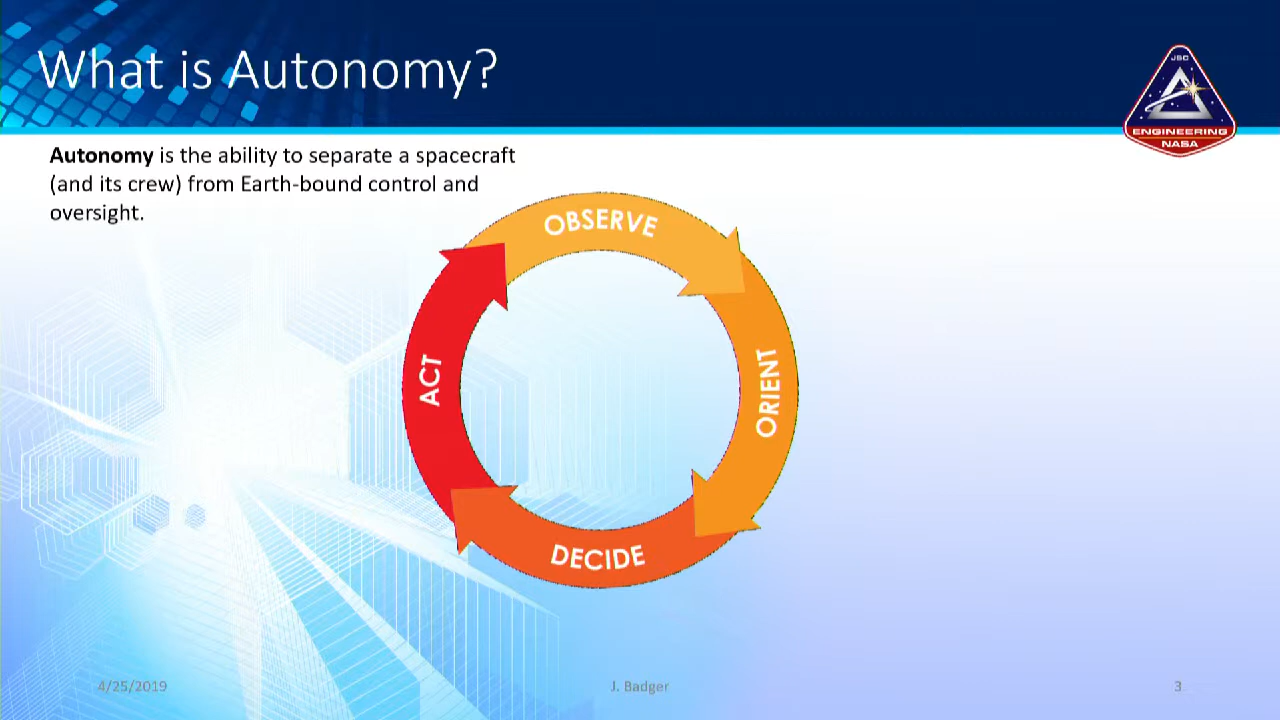 What is Autonomy?
JSC
ENGINEERING
NASA
Autonomy is the ability to separate a spacecraft
(and its crew) from Earth-bound control and
oversight.
OBSERVE
ORIENT
DECIDE
ACT
4/25/2019
J. Badger
3